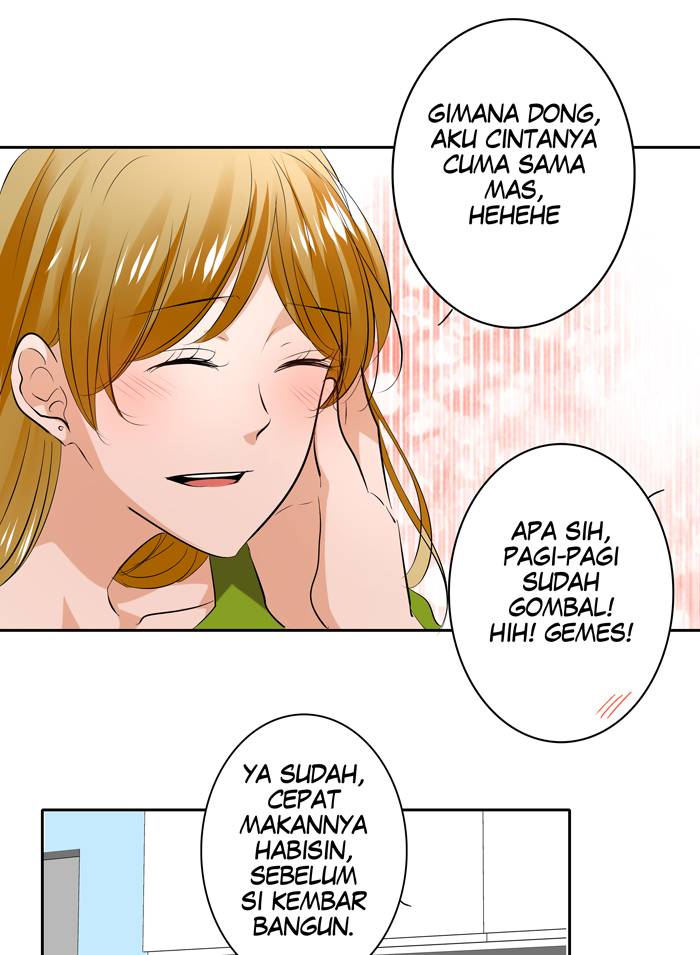 GIMANA DONG,
AKU CINTANYA
CUMA SAMA
MAS,
HEHEHE
APA SIH,
PAGI-PAGI
SUDAH
GOMBAL!
HIH! GEMES!
YA SUDAH,
CEPAT
MAKANNYA
HABISIN,
SEBELUM
SI KEMBAR
BANGUN.